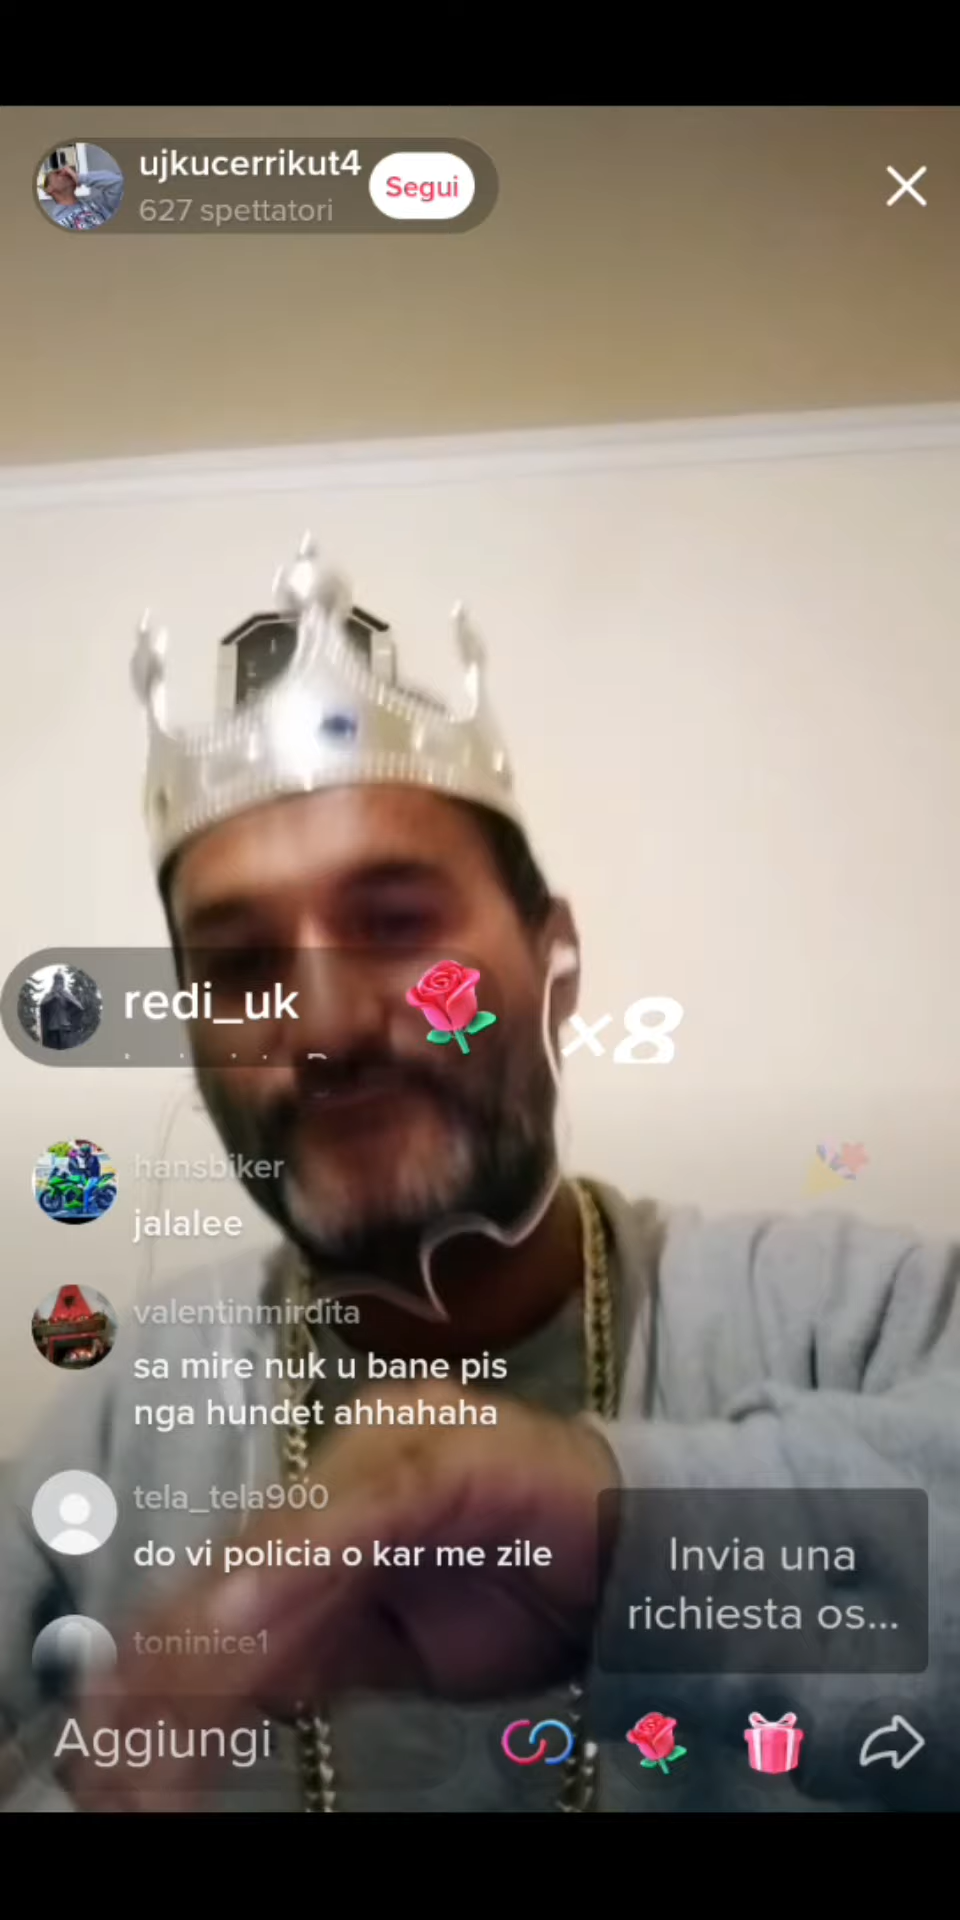 ujkucerrikut4
627 spettatori
Segui
redi_uk
×8
hansbiker
jalalee
valentinmirdita
sa mire nuk u bane pis
nga hundet ahhahaha
tela_tela900
do vi policia o kar me zile
toninice1
Invia una
richiesta os...
Aggiungi